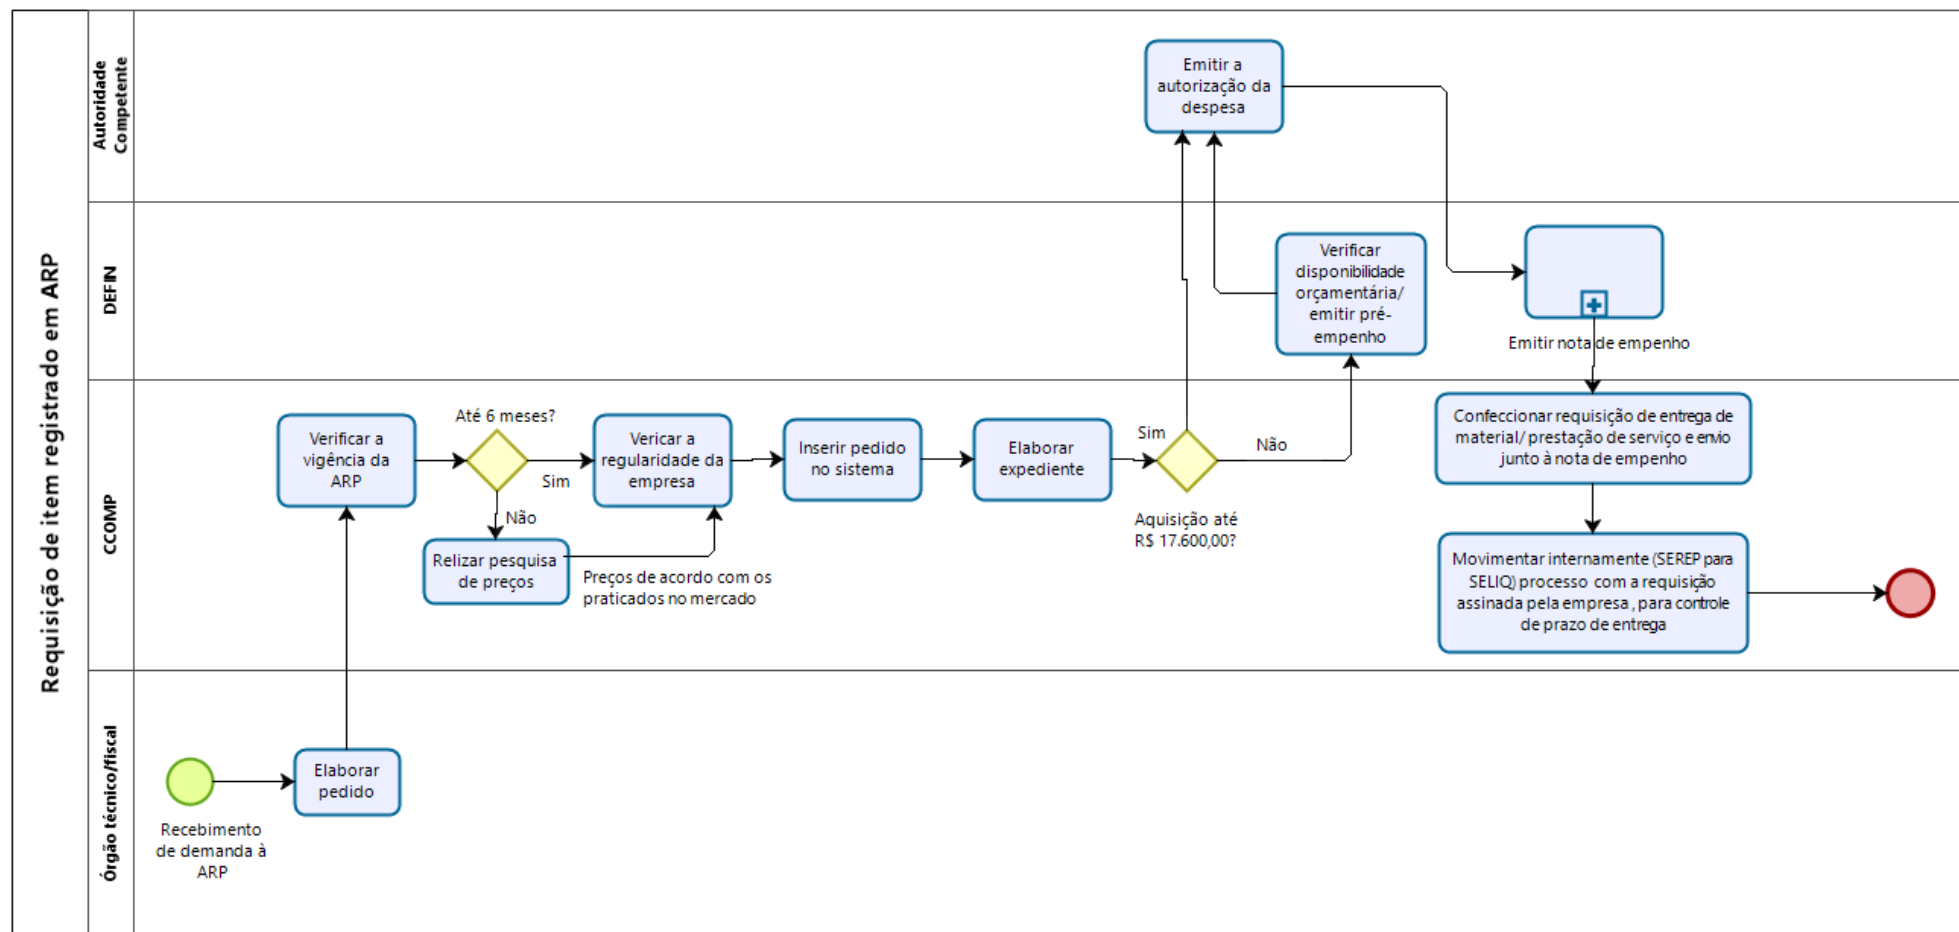 Requisição de item registrado em ARP
Autoridade
Competente
Emitir a
autorização da
despesa
DEFIN
Verificar
disponibilidade
orçamentária/
emitir pré-
empenho
Emitir nota de empenho
CCOMP
Verificar a
vigência da
ARP
Até 6 meses?
Sim
Não
Relizar pesquisa
de preços
Preços de acordo com os
praticados no mercado
Vericar a
regularidade da
empresa
Inserir pedido
no sistema
Elaborar
expediente
Sim
Não
Aquisição até
R$ 17.600,00?
Confeccionar requisição de entrega de
material/ prestação de serviço e envio
junto à nota de empenho
Movimentar internamente (SEREP para
SELIQ) processo com a requisição
assinada pela empresa , para controle
de prazo de entrega
Órgão técnico/fiscal
Recebimento
de demanda à
ARP
Elaborar
pedido